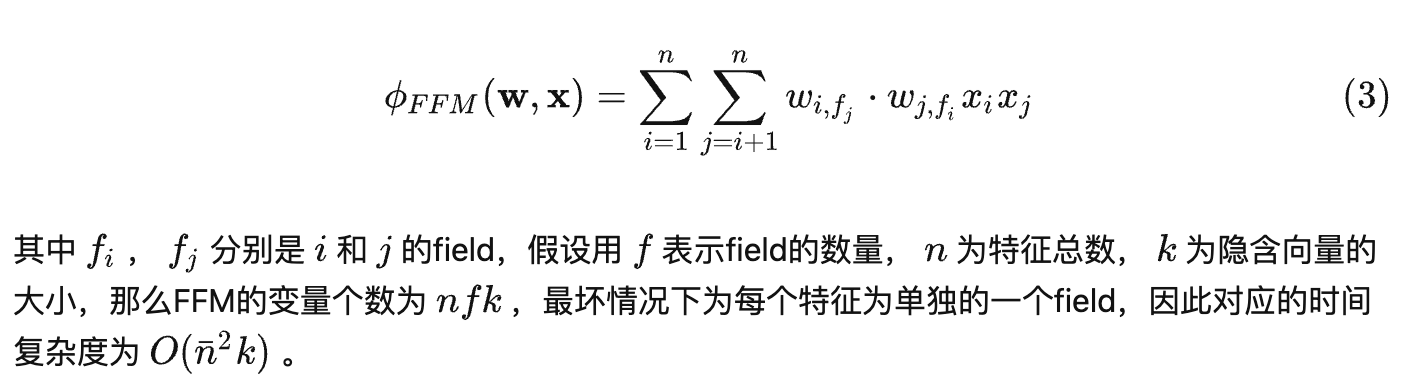 $$\phi_{FFM}(\mathbf{w}, \mathbf{x}) = \sum_{i=1}^{n} \sum_{j=i+1}^{n} w_{i,f_j} \cdot w_{j,f_i} x_i x_j \quad (3)$$
其中 $f_i$ ， $f_j$ 分别是 $i$ 和 $j$ 的field，假设用 $f$ 表示field的数量， $n$ 为特征总数， $k$ 为隐含向量的
大小，那么FFM的变量个数为 $nfk$ ，最坏情况下为每个特征为单独的一个field，因此对应的时间
复杂度为 $O(\bar{n}^2 k)$ 。